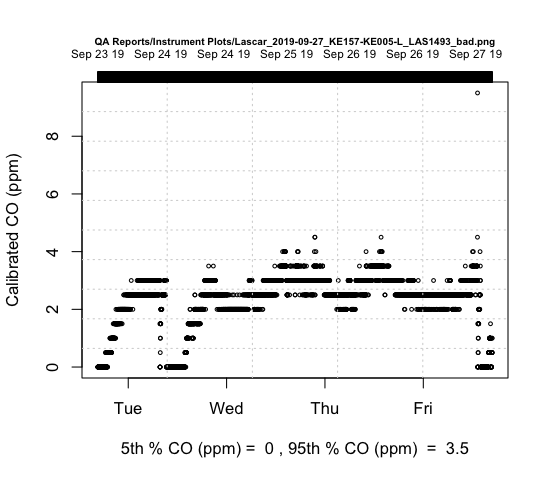 QA Reports/Instrument Plots/Lascar_2019-09-27_KE157-KE005-L_LAS1493_bad.png
Sep 23 19 Sep 24 19 Sep 24 19 Sep 25 19 Sep 26 19 Sep 26 19 Sep 27 19
Calibrated CO (ppm)
8
6
4
2
0
Tue Wed Thu Fri
5th % CO (ppm) = 0 , 95th % CO (ppm) = 3.5